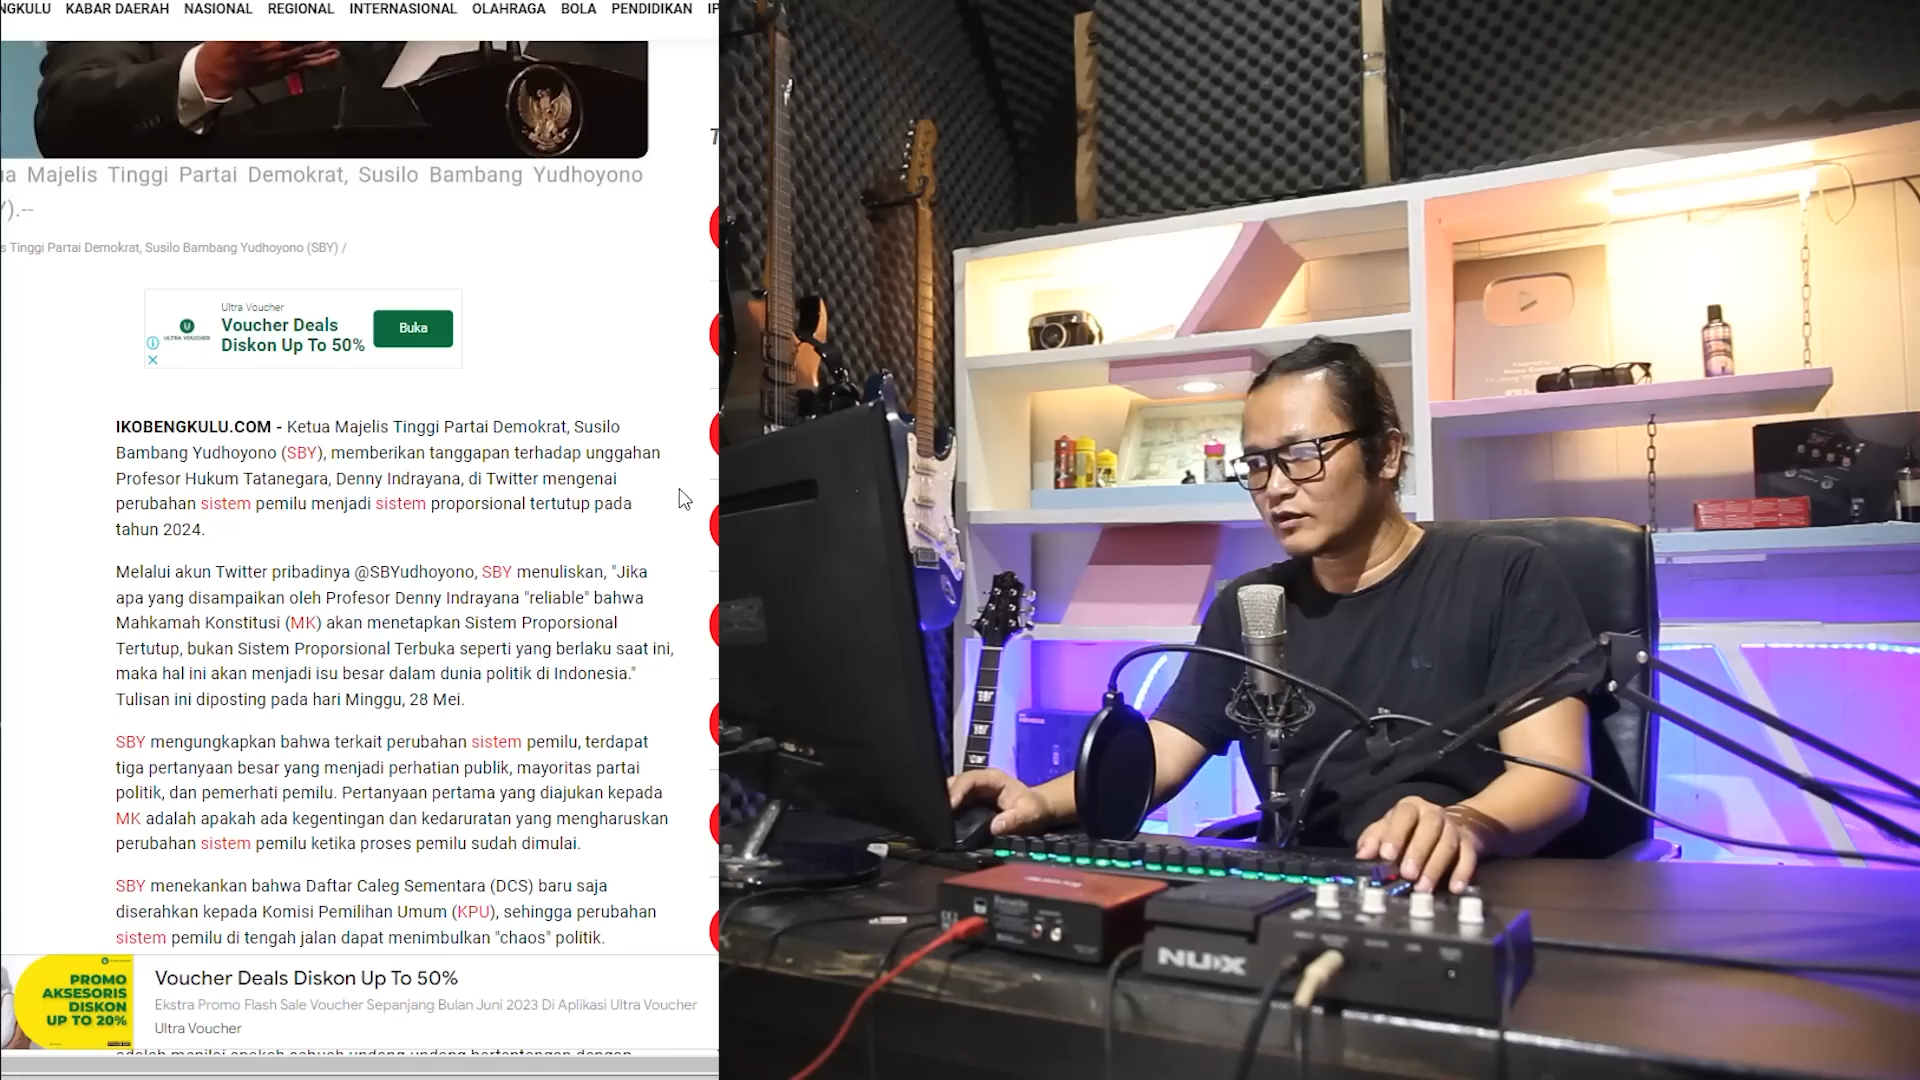 NGKULU KABAR DAERAH NASIONAL REGIONAL INTERNASIONAL OLAHRAGA BOLA PENDIDIKAN
Majelis Tinggi Partai Demokrat, Susilo Bambang Yudhoyono
Y).--
s Tinggi Partai Demokrat, Susilo Bambang Yudhoyono (SBY) /
Ultra Voucher
Voucher Deals
Diskon Up To 50%
ULTRA VOUCHER
Buka
IKOBENGKULU.COM - Ketua Majelis Tinggi Partai Demokrat, Susilo
Bambang Yudhoyono (SBY), memberikan tanggapan terhadap unggahan
Profesor Hukum Tatanegara, Denny Indrayana, di Twitter mengenai
perubahan sistem pemilu menjadi sistem proporsional tertutup pada
tahun 2024.
Melalui akun Twitter pribadinya @SBYudhoyono, SBY menuliskan, "Jika
apa yang disampaikan oleh Profesor Denny Indrayana "reliable" bahwa
Mahkamah Konstitusi (MK) akan menetapkan Sistem Proporsional
Tertutup, bukan Sistem Proporsional Terbuka seperti yang berlaku saat ini,
maka hal ini akan menjadi isu besar dalam dunia politik di Indonesia."
Tulisan ini diposting pada hari Minggu, 28 Mei.
SBY mengungkapkan bahwa terkait perubahan sistem pemilu, terdapat
tiga pertanyaan besar yang menjadi perhatian publik, mayoritas partai
politik, dan pemerhati pemilu. Pertanyaan pertama yang diajukan kepada
MK adalah apakah ada kegentingan dan kedaruratan yang mengharuskan
perubahan sistem pemilu ketika proses pemilu sudah dimulai.
SBY menekankan bahwa Daftar Caleg Sementara (DCS) baru saja
diserahkan kepada Komisi Pemilihan Umum (KPU), sehingga perubahan
sistem pemilu di tengah jalan dapat menimbulkan "chaos" politik.
PROMO
AKSESORIS
DISKON
UP TO 20%
Voucher Deals Diskon Up To 50%
Ekstra Promo Flash Sale Voucher Sepanjang Bulan Juni 2023 Di Aplikasi Ultra Voucher
Ultra Voucher
NUX